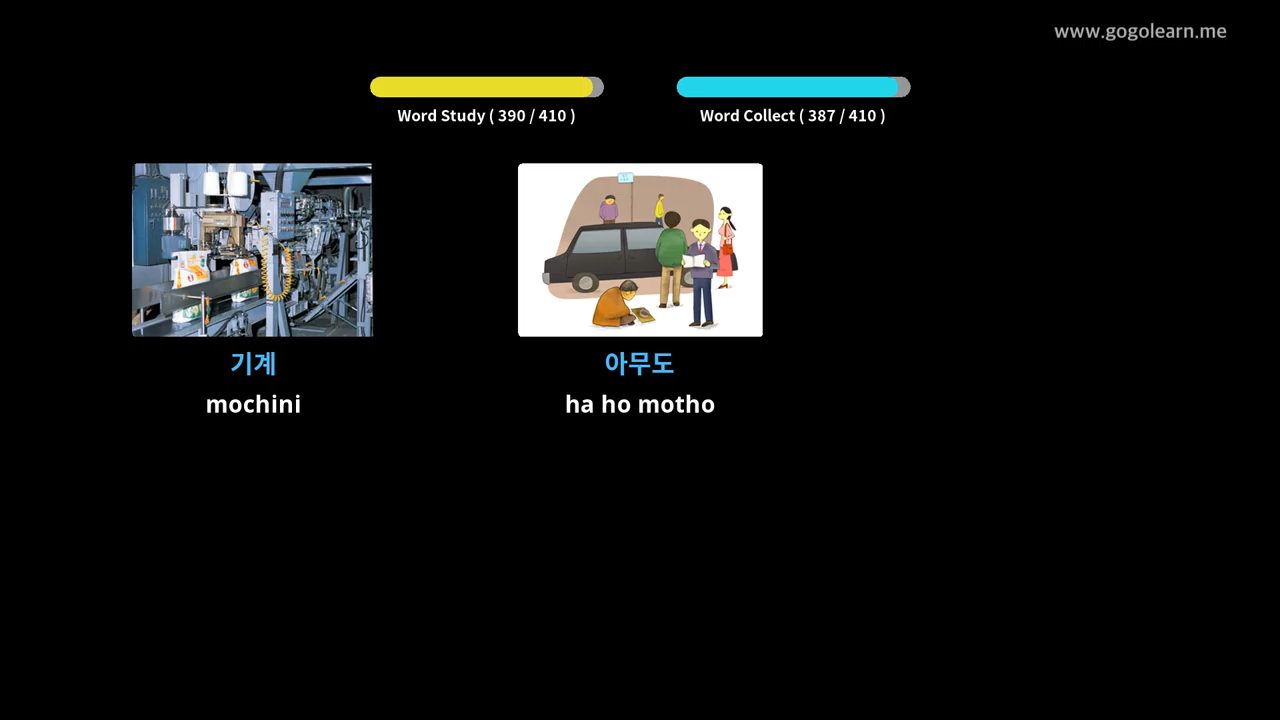 www.gogolearn.me
Word Study ( 390 / 410 )
Word Collect ( 387 / 410 )
기계
mochini
아무도
ha ho motho